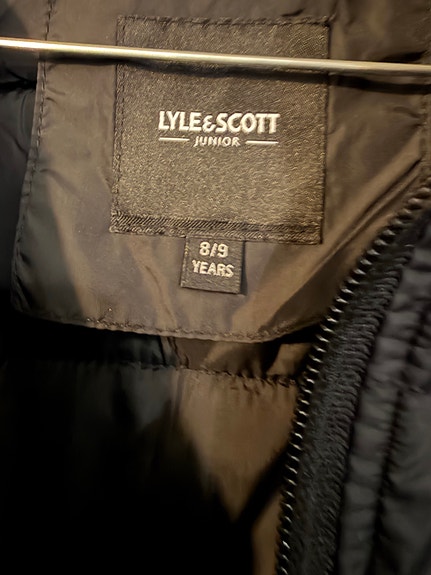 LYLE&SCOTT
JUNIOR
8/9
YEARS